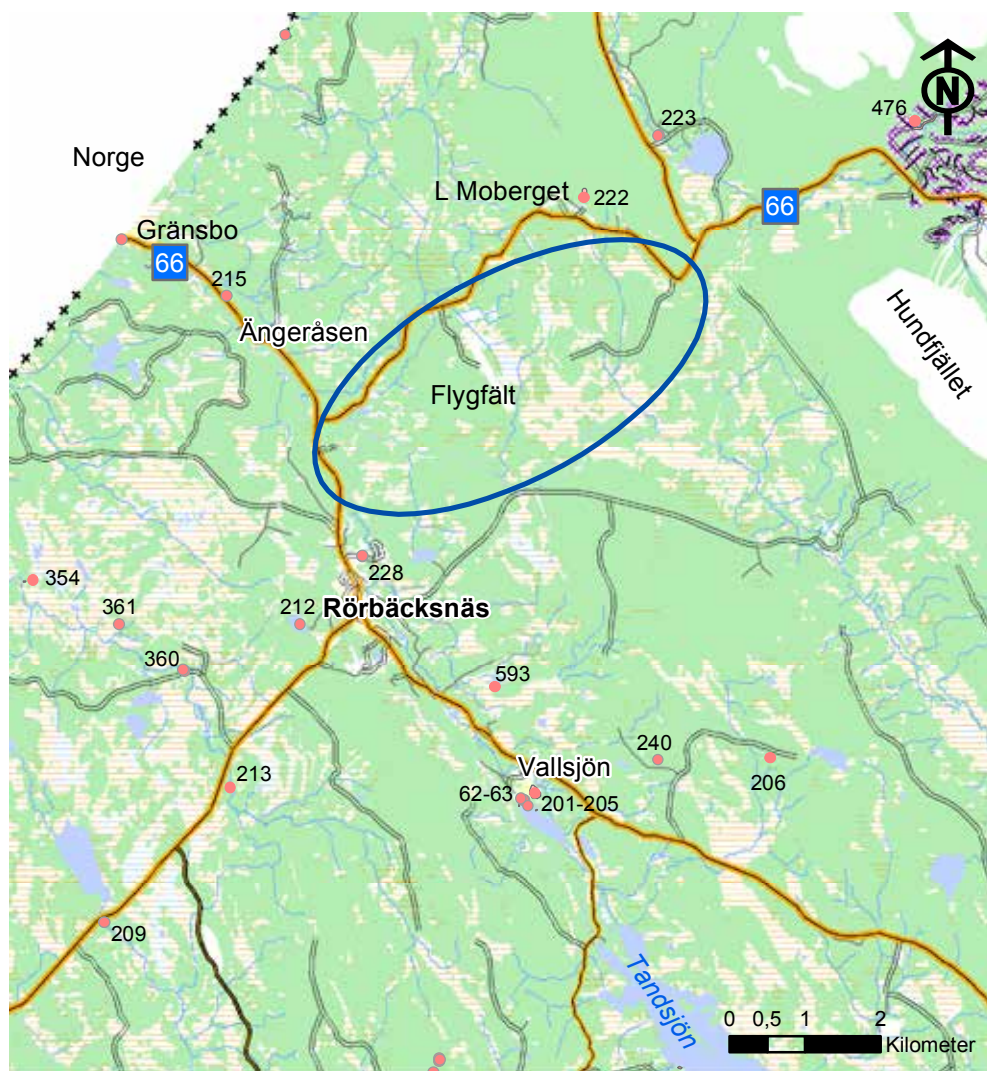 N
476
223
Norge
L Moberget
222
66
Gränsbo
66
215
Hundfjället
Ängeråsen
Flygfält
228
354
212
Rörbäcksnäs
361
360
593
240
Vallsjön
206
213
62-63
201-205
209
Tandsjön
0 0,5 1 2
Kilometer